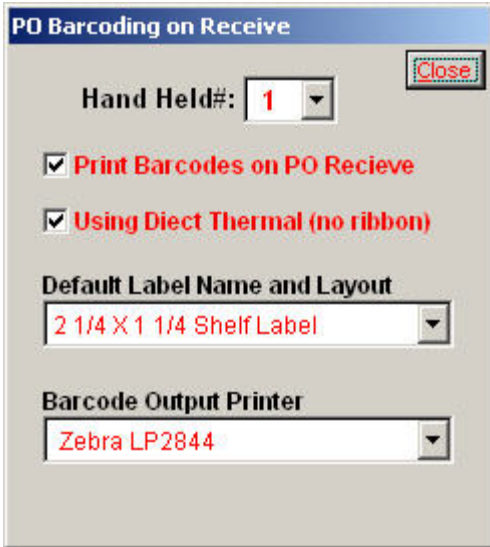 PO Barcoding on Receive
Close
Hand Held#: 1
Print Barcodes on PO Recieve
Using Diect Thermal (no ribbon)
Default Label Name and Layout
2 1/4 X 1 1/4 Shelf Label
Barcode Output Printer
Zebra LP2844